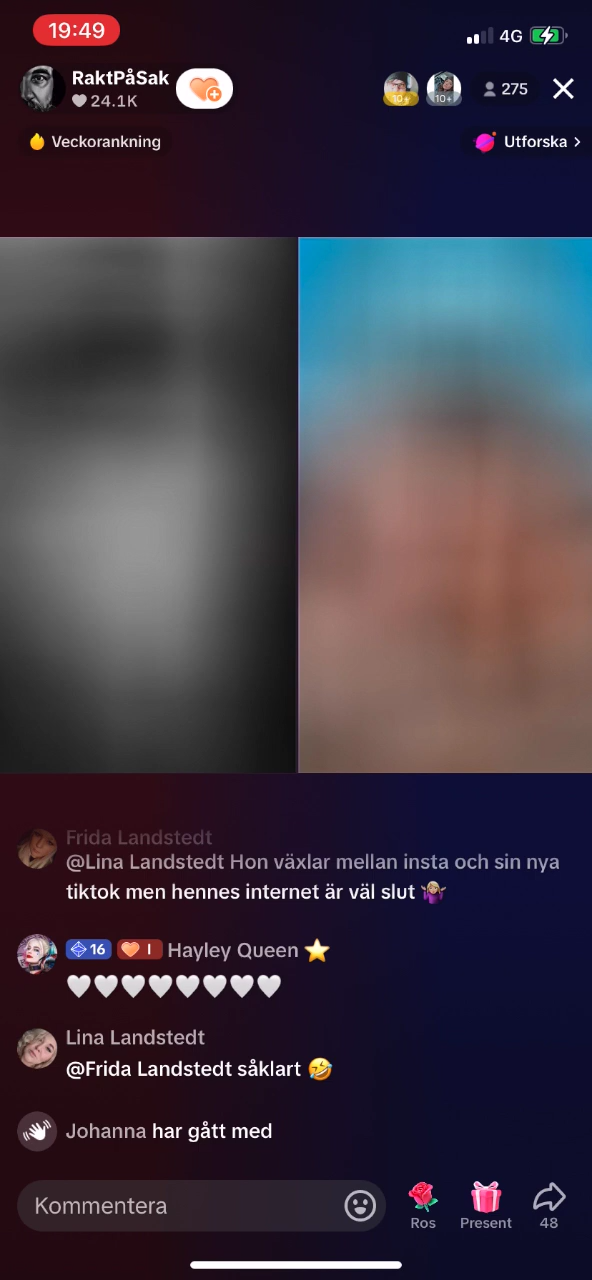 19:49
4G
RaktPåSak
24.1K
10+
10+
275
Veckorankning
Utforska >
Frida Landstedt
@Lina Landstedt Hon växlar mellan insta och sin nya
tiktok men hennes internet är väl slut 🤷🏼‍♀️
16 I Hayley Queen ⭐
🤍🤍🤍🤍🤍🤍🤍🤍
Lina Landstedt
@Frida Landstedt såklart 🤣
Johanna har gått med
Kommentera
Ros
Present
48